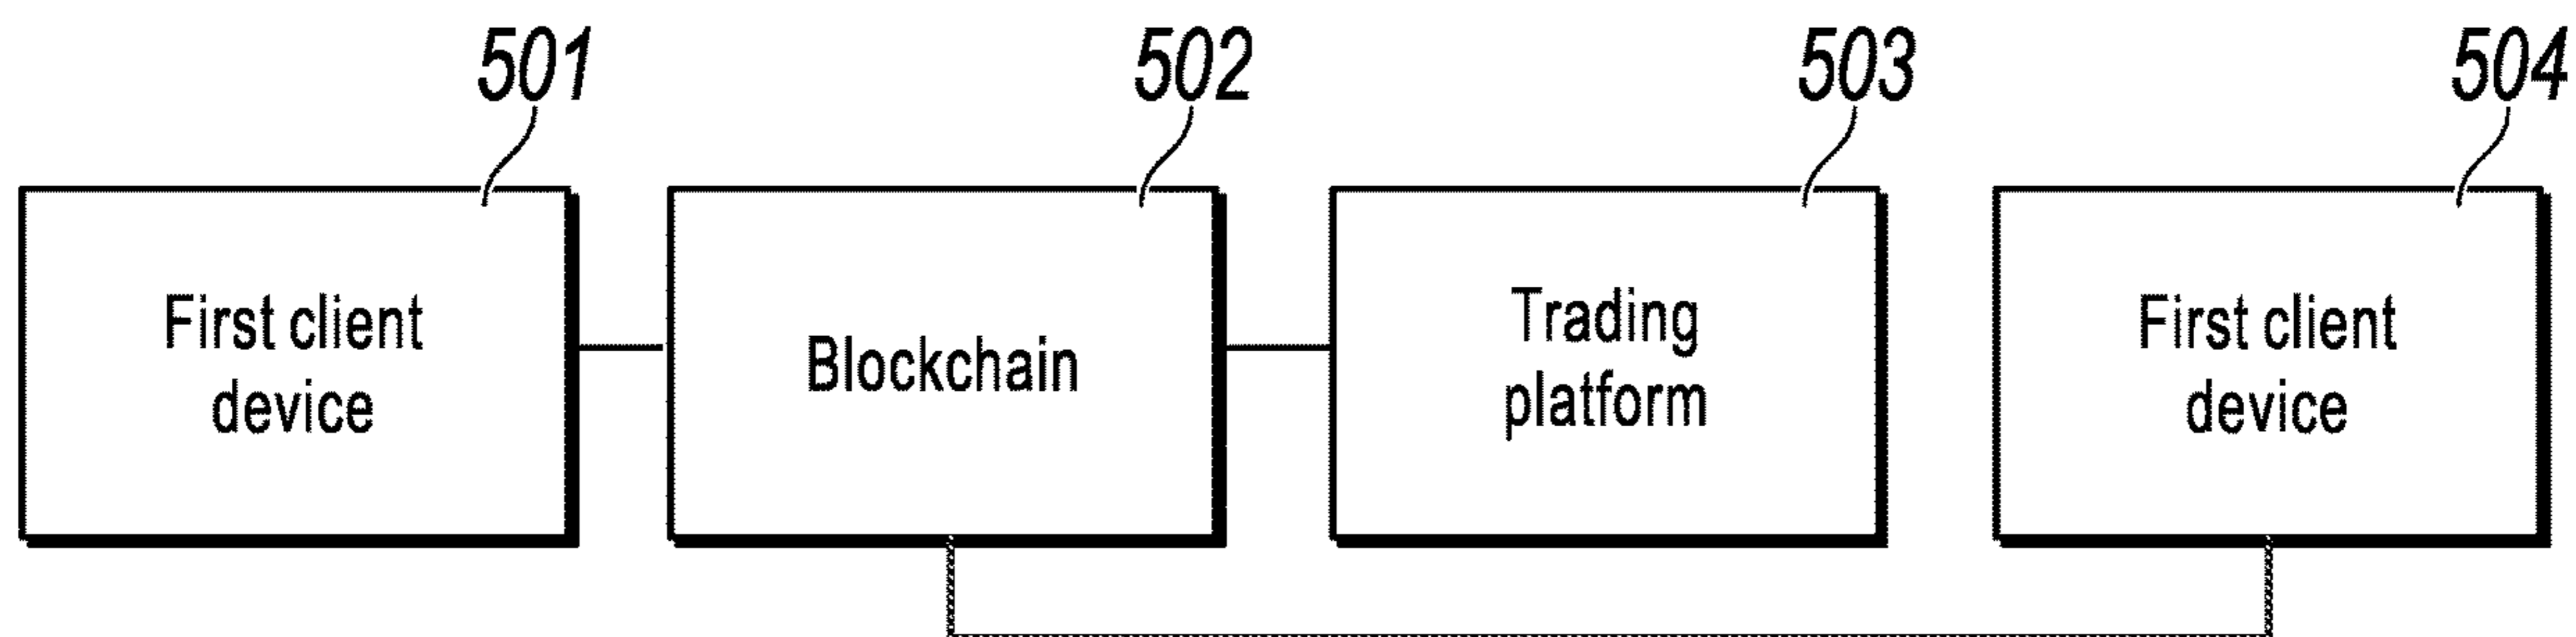 501
502
503
504
First client
device
Blockchain
Trading
platform
First client
device